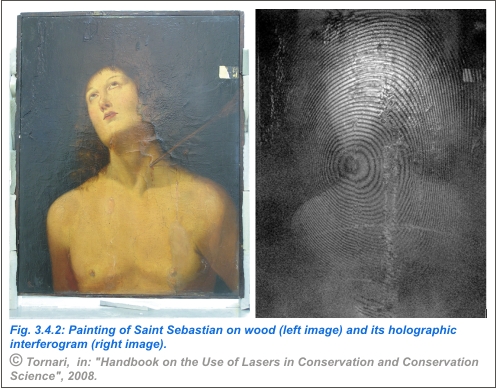 Fig. 3.4.2: Painting of Saint Sebastian on wood (left image) and its holographic
interferogram (right image).
© Tornari,  in: "Handbook on the Use of Lasers in Conservation and Conservation
Science", 2008.